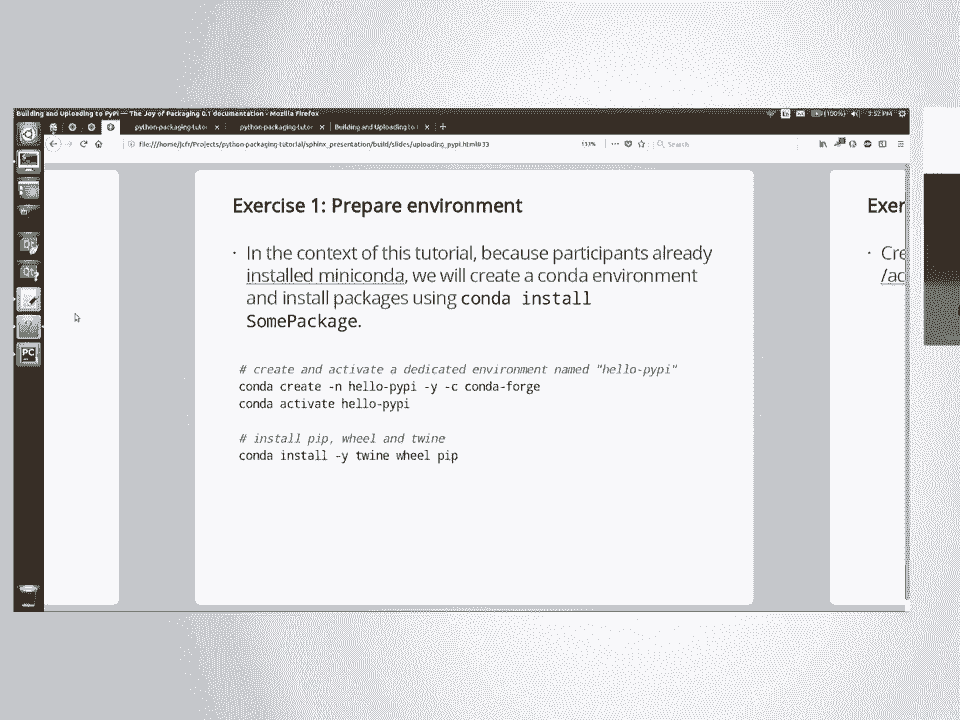 Building and Uploading to PyPI — The Joy of Packaging 0.1 documentation - Mozilla Firefox
En
(100%)
3:52 PM
python-packaging-tutor
python-packaging-tutor
Building and Uploading to
file:///home/jcfr/Projects/python-packaging-tutorial/sphinx_presentation/build/slides/uploading_pypi.html#33
Search
PC
Exercise 1: Prepare environment
· In the context of this tutorial, because participants already
installed miniconda, we will create a conda environment
and install packages using conda install
SomePackage.
# create and activate a dedicated environment named "hello-pypi"
conda create -n hello-pypi -y -c conda-forge
conda activate hello-pypi
# install pip, wheel and twine
conda install -y twine wheel pip
Exer
· Cre
/ac